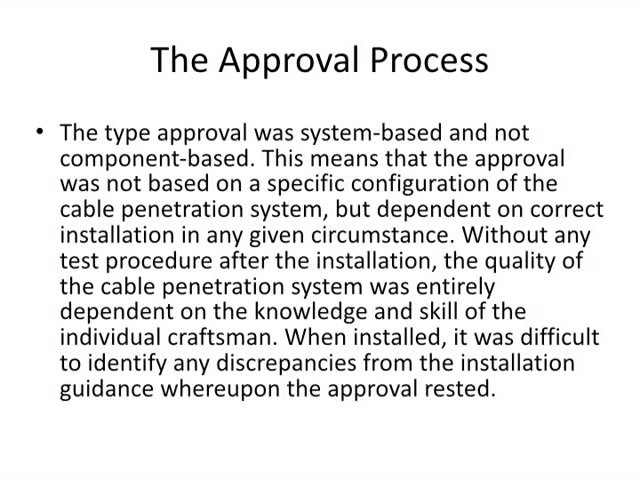 The Approval Process
• The type approval was system-based and not
component-based. This means that the approval
was not based on a specific configuration of the
cable penetration system, but dependent on correct
installation in any given circumstance. Without any
test procedure after the installation, the quality of
the cable penetration system was entirely
dependent on the knowledge and skill of the
individual craftsman. When installed, it was difficult
to identify any discrepancies from the installation
guidance whereupon the approval rested.